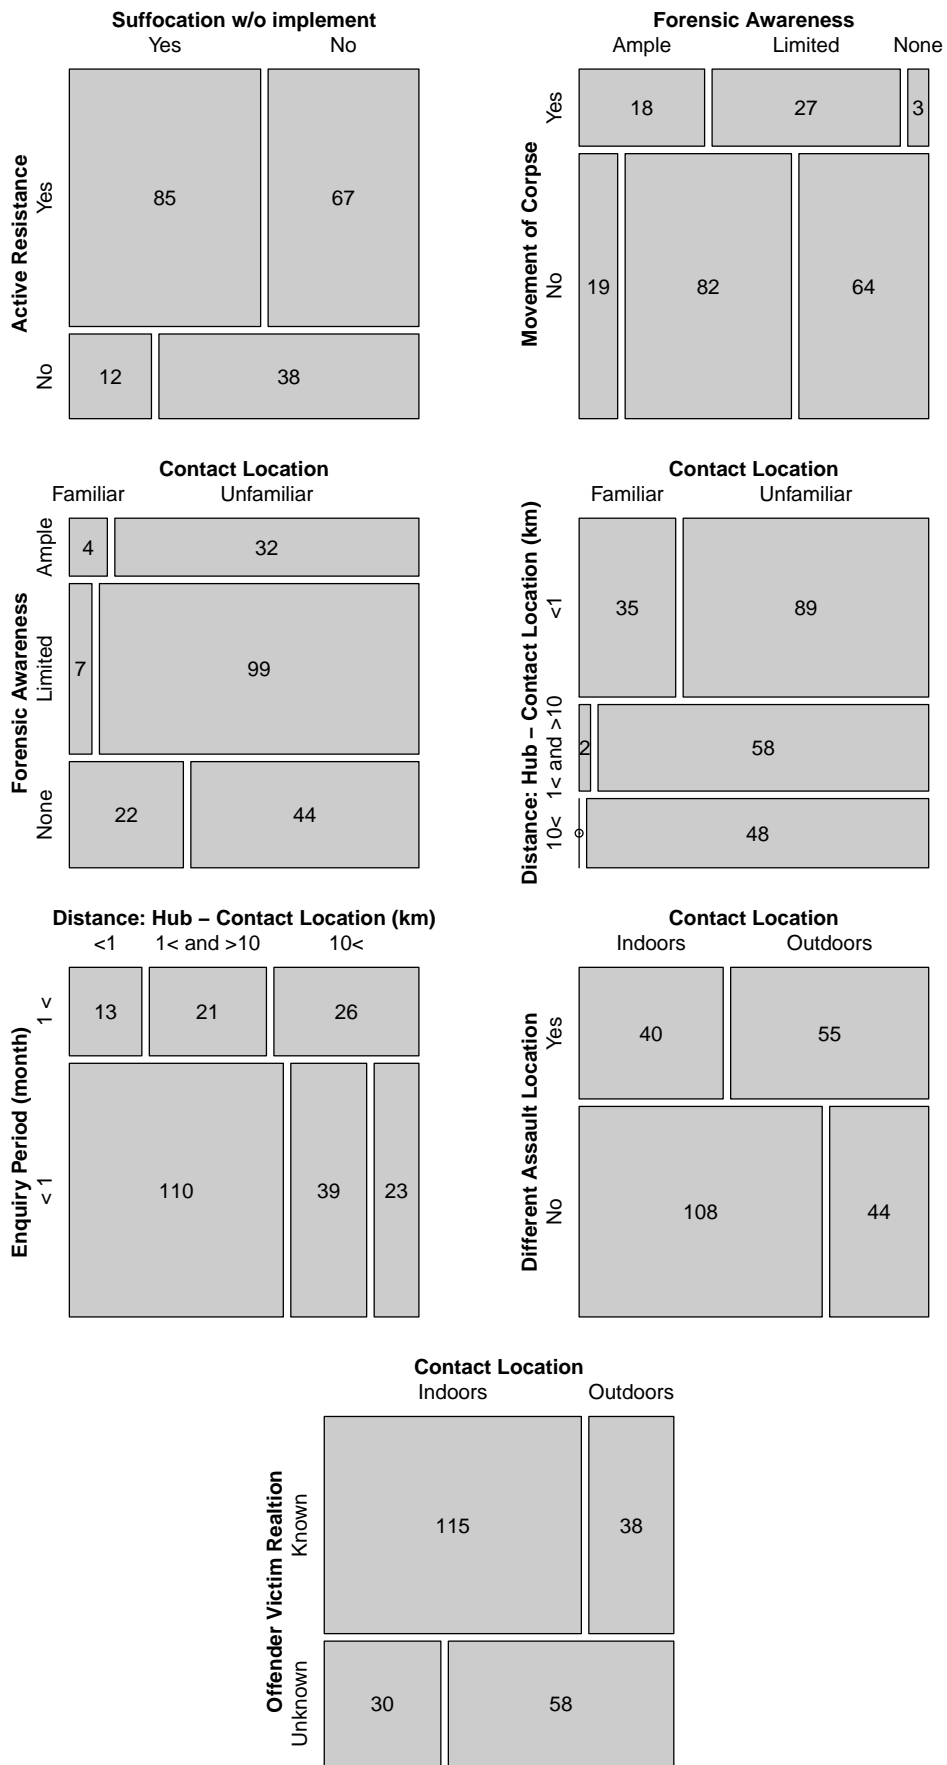 Suffocation w/o implement
Yes No
Active Resistance
Yes
85 67
No
12 38
Forensic Awareness
Ample Limited None
Movement of Corpse
Yes
18 27 3
No
19 82 64
Contact Location
Familiar Unfamiliar
Forensic Awareness
Ample
4 32
Limited
7 99
None
22 44
Contact Location
Familiar Unfamiliar
Distance: Hub – Contact Location (km)
<1
35 89
1< and >10
2 58
10<
48
Distance: Hub – Contact Location (km)
<1 1< and >10 10<
Enquiry Period (month)
1 <
13 21 26
< 1
110 39 23
Contact Location
Indoors Outdoors
Different Assault Location
Yes
40 55
No
108 44
Contact Location
Indoors Outdoors
Offender Victim Realtion
Known
115 38
Unknown
30 58